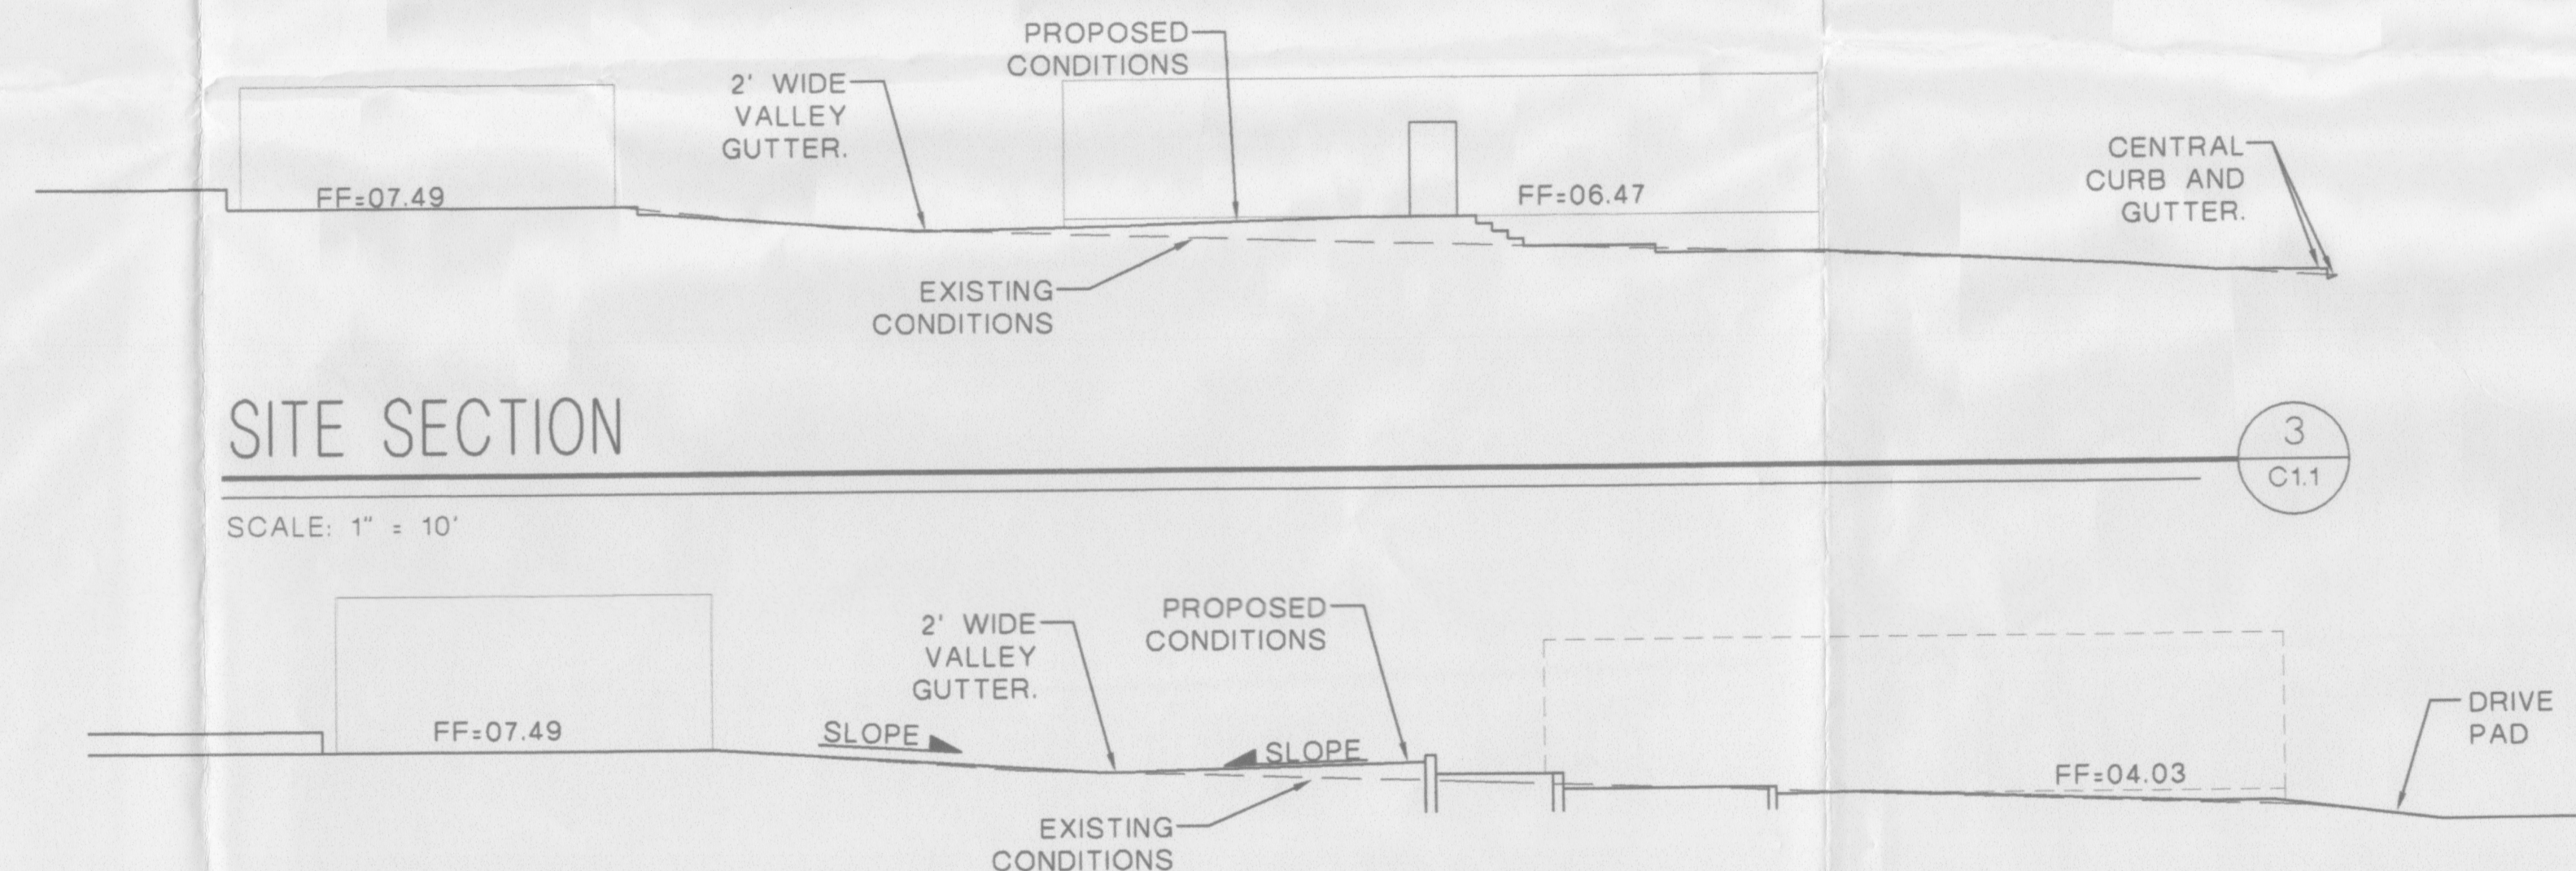 PROPOSED
CONDITIONS
2' WIDE
VALLEY
GUTTER.
CENTRAL
CURB AND
GUTTER.
FF=07.49
FF=06.47
EXISTING
CONDITIONS
SITE SECTION
3
C1.1
SCALE: 1" = 10'
2' WIDE
VALLEY
GUTTER.
PROPOSED
CONDITIONS
DRIVE
PAD
FF=07.49
SLOPE
SLOPE
FF=04.03
EXISTING
CONDITIONS